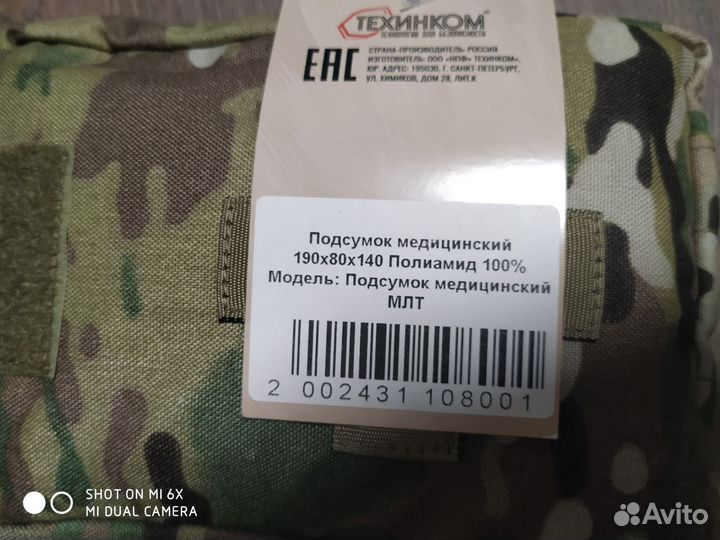 ТЕХИНКОМ
ТЕХНОЛОГИИ ДЛЯ БЕЗОПАСНОСТИ
EAC
СТРАНА-ПРОИЗВОДИТЕЛЬ: РОССИЯ
ИЗГОТОВИТЕЛЬ: ООО «НПФ» ТЕХИНКОМ»,
ЮР. АДРЕС: 195030, Г. САНКТ-ПЕТЕРБУРГ,
УЛ. ХИМИКОВ, ДОМ 28, ЛИТ.К
Подсумок медицинский
190х80х140 Полиамид 100%
Модель: Подсумок медицинский
МЛТ
2 002431 108001
SHOT ON MI 6X
MI DUAL CAMERA
Avito